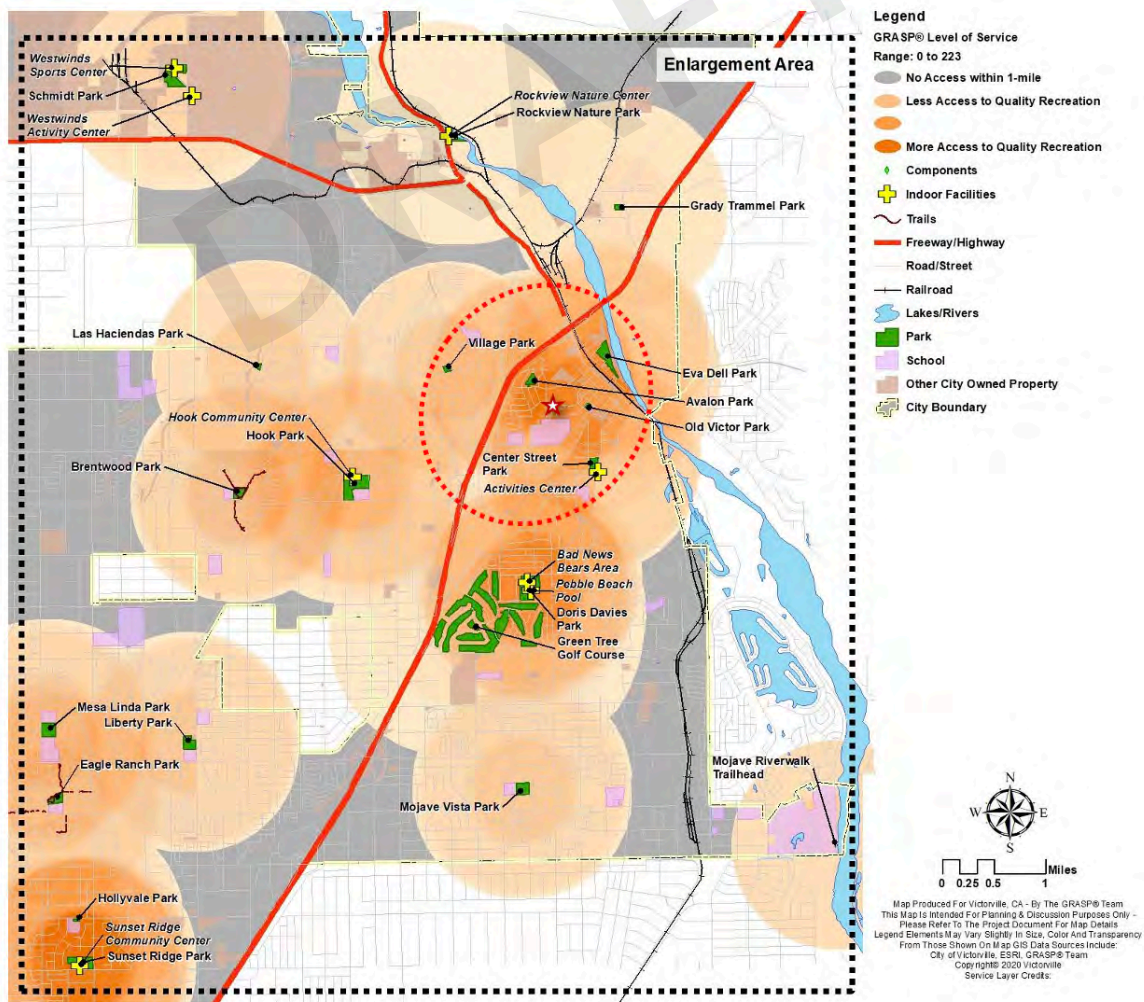 DRAFT
Enlargement Area
Westwinds
Sports Center
Schmidt Park
Westwinds
Activity Center
Rockview Nature Center
Rockview Nature Park
Grady Trammel Park
Las Haciendas Park
Village Park
Eva Dell Park
Avalon Park
Old Victor Park
Hook Community Center
Hook Park
Brentwood Park
Center Street
Park
Activities Center
Bad News
Bears Area
Pebble Beach
Pool
Doris Davies
Park
Green Tree
Golf Course
Mesa Linda Park
Liberty Park
Eagle Ranch Park
Mojave Vista Park
Mojave Riverwalk
Trailhead
Hollyvale Park
Sunset Ridge
Community Center
Sunset Ridge Park
Legend
GRASP® Level of Service
Range: 0 to 223
No Access within 1-mile
Less Access to Quality Recreation
More Access to Quality Recreation
Components
Indoor Facilities
Trails
Freeway/Highway
Road/Street
Railroad
Lakes/Rivers
Park
School
Other City Owned Property
City Boundary
N
W E
S
Miles
0 0.25 0.5 1
Map Produced For Victorville, CA - By The GRASP® Team
This Map Is Intended For Planning & Discussion Purposes Only -
Please Refer To The Project Document For Map Details
Legend Elements May Vary Slightly In Size, Color And Transparency
From Those Shown On Map GIS Data Sources Include:
City of Victorville, ESRI, GRASP® Team
Copyright© 2020 Victorville
Service Layer Credits: